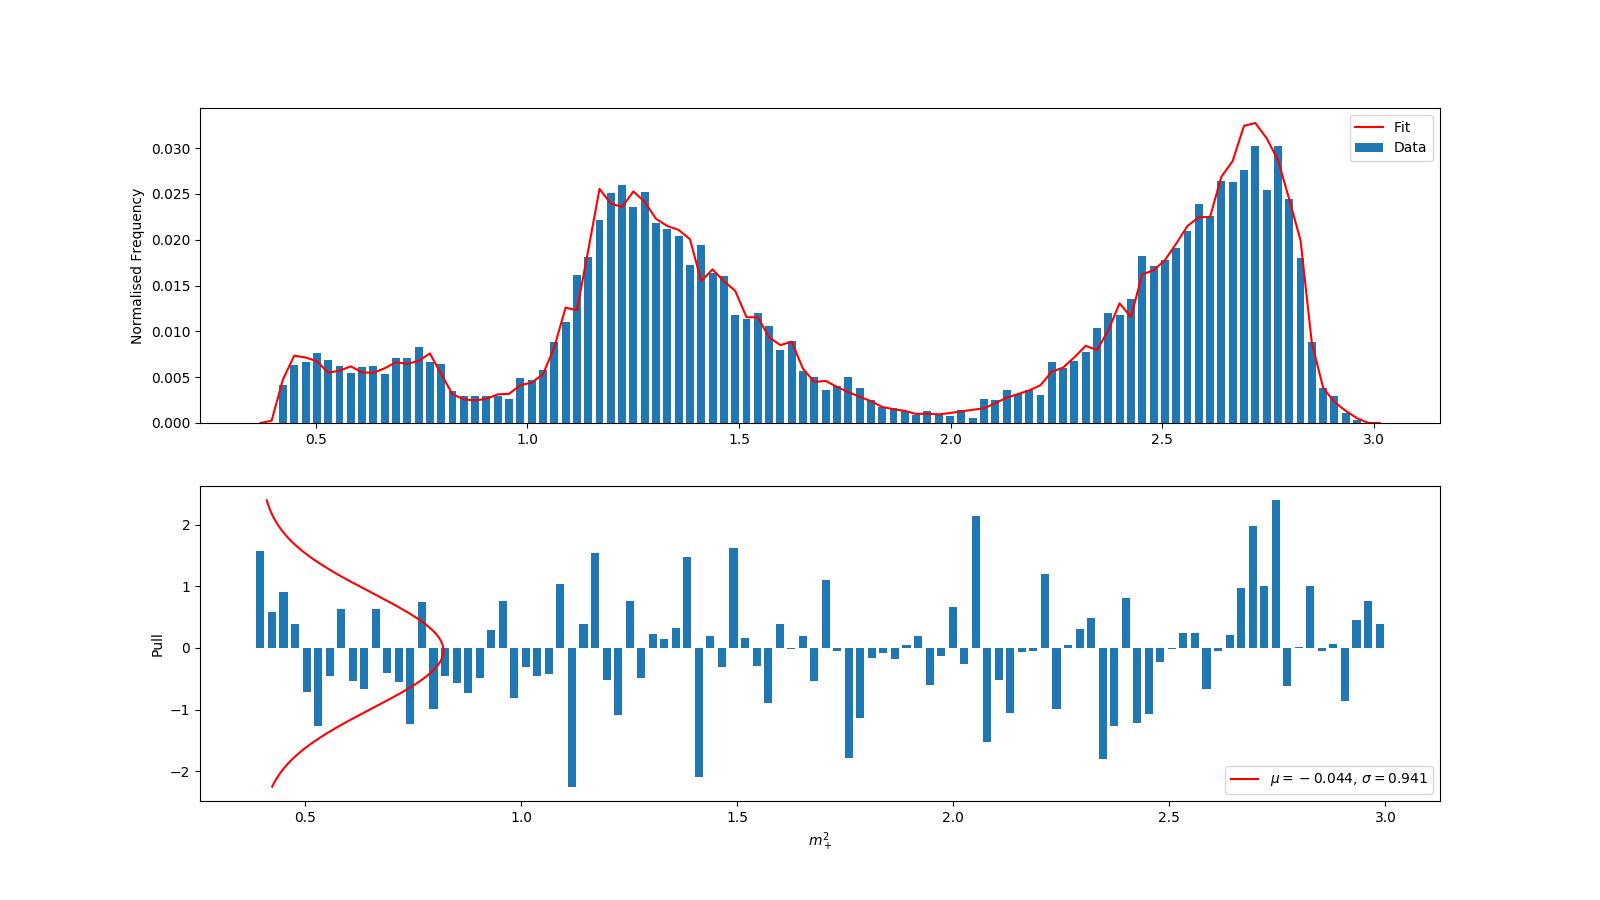 0.030
0.025
0.020
0.015
0.010
0.005
0.000
Normalised Frequency
Fit
Data
0.5 1.0 1.5 2.0 2.5 3.0
2
1
0
−1
−2
Pull
μ = −0.044, σ = 0.941
0.5 1.0 1.5 2.0 2.5 3.0
m²₊